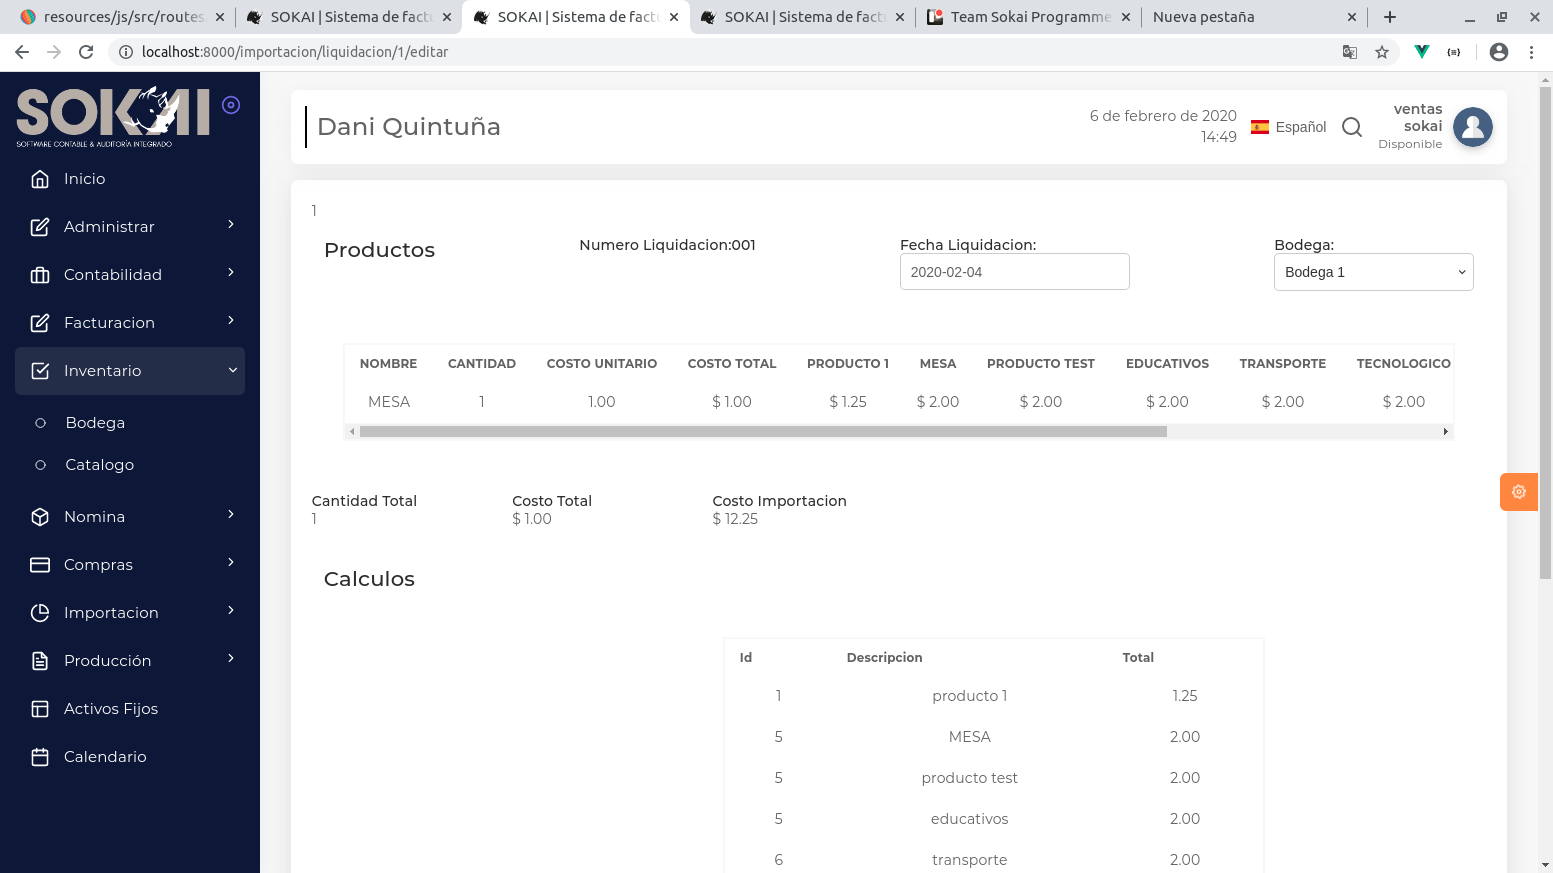 resources/js/src/routes.
SOKAI | Sistema de factu
SOKAI | Sistema de factu
SOKAI | Sistema de factu
Team Sokai Programme
Nueva pestaña
localhost:8000/importacion/liquidacion/1/editar
SOKAI
SOFTWARE CONTABLE & AUDITORÍA INTEGRADO
Inicio
Administrar
Contabilidad
Facturacion
Inventario
Bodega
Catalogo
Nomina
Compras
Importacion
Producción
Activos Fijos
Calendario
Dani Quintuña
6 de febrero de 2020
14:49
Español
ventas
sokai
Disponible
1
Productos
Numero Liquidacion:001
Fecha Liquidacion:
2020-02-04
Bodega:
Bodega 1
NOMBRE CANTIDAD COSTO UNITARIO COSTO TOTAL PRODUCTO 1 MESA PRODUCTO TEST EDUCATIVOS TRANSPORTE TECNOLOGICO
MESA 1 1.00 $ 1.00 $ 1.25 $ 2.00 $ 2.00 $ 2.00 $ 2.00 $ 2.00
Cantidad Total Costo Total Costo Importacion
1 $ 1.00 $ 12.25
Calculos
Id Descripcion Total
1 producto 1 1.25
5 MESA 2.00
5 producto test 2.00
5 educativos 2.00
6 transporte 2.00